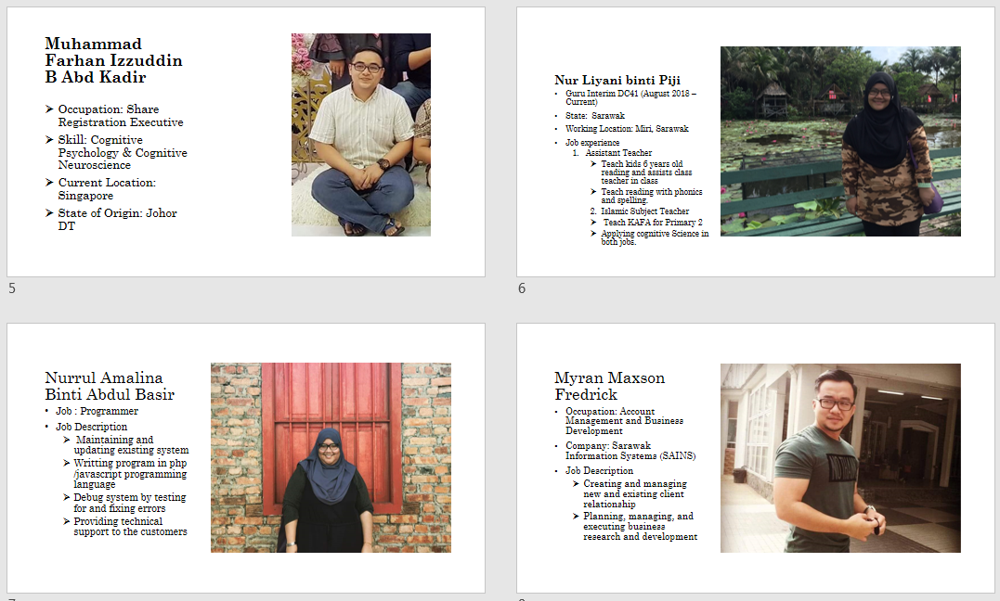 Muhammad
Farhan Izzuddin
B Abd Kadir
➤ Occupation: Share
Registration Executive
➤ Skill: Cognitive
Psychology & Cognitive
Neuroscience
➤ Current Location:
Singapore
➤ State of Origin: Johor
DT
5
Nur Liyani binti Piji
• Guru Interim DC41 (August 2018 –
Current)
• State: Sarawak
• Working Location: Miri, Sarawak
• Job experience
1. Assistant Teacher
➤ Teach kids 6 years old
reading and assists class
teacher in class
➤ Teach reading with phonics
and spelling.
2. Islamic Subject Teacher
➤ Teach KAFA for Primary 2
➤ Applying cognitive Science in
both jobs.
6
Nurrul Amalina
Binti Abdul Basir
• Job : Programmer
• Job Description
➤ Maintaining and
updating existing system
➤ Writting program in php
/javascript programming
language
➤ Debug system by testing
for and fixing errors
➤ Providing technical
support to the customers
Myran Maxson
Fredrick
• Occupation: Account
Management and Business
Development
• Company: Sarawak
Information Systems (SAINS)
• Job Description
➤ Creating and managing
new and existing client
relationship
➤ Planning, managing, and
executing business
research and development